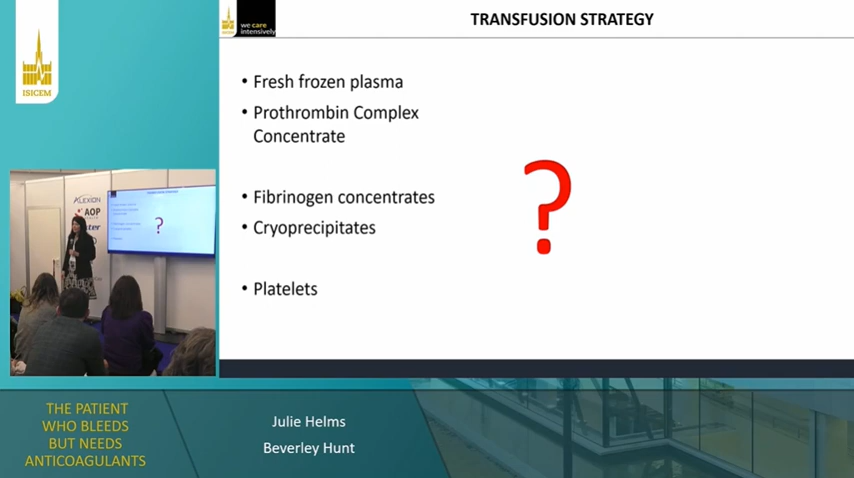 ISICEM
we care
intensively
TRANSFUSION STRATEGY
• Fresh frozen plasma
• Prothrombin Complex
Concentrate
• Fibrinogen concentrates
• Cryoprecipitates
• Platelets
?
ALEXION
AOP
?
THE PATIENT
WHO BLEEDS
BUT NEEDS
ANTICOAGULANTS
Julie Helms
Beverley Hunt